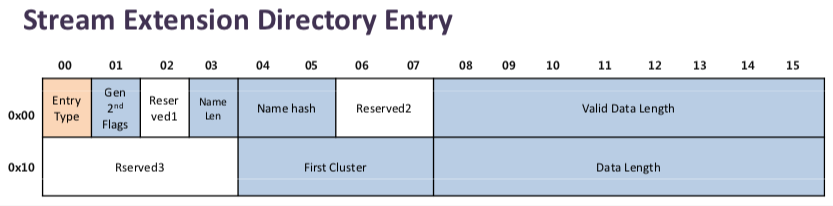 Stream Extension Directory Entry
00 01 02 03 04 05 06 07 08 09 10 11 12 13 14 15
0x00
Entry
Type
Gen
2nd
Flags
Reser
ved1
Name
Len
Name hash
Reserved2
Valid Data Length
0x10
Rserved3
First Cluster
Data Length